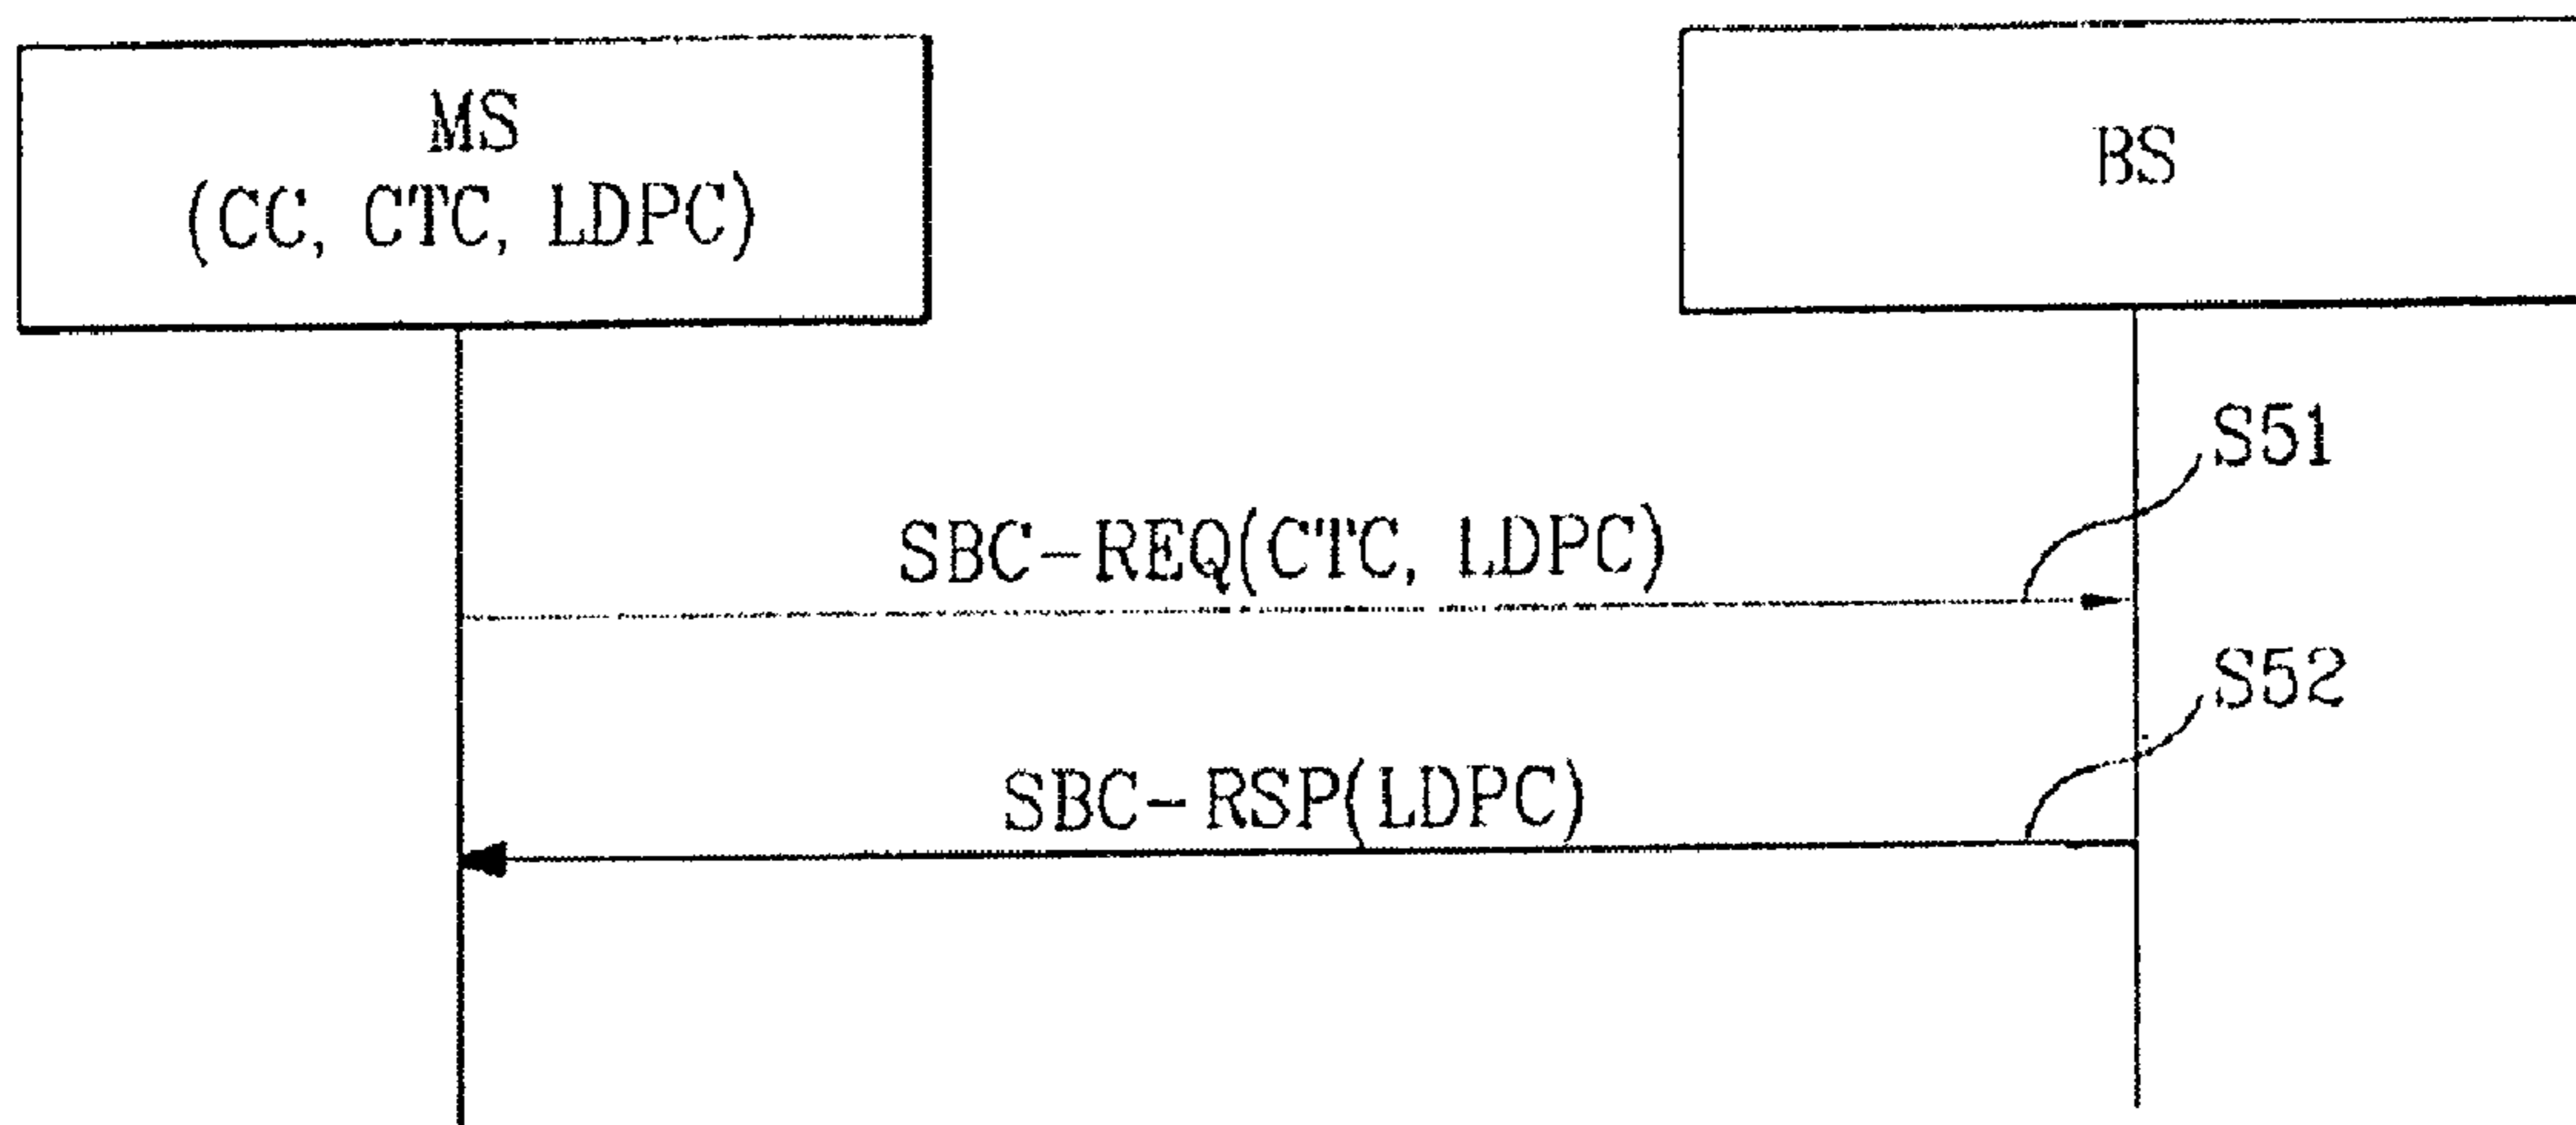 MS
(CC, CTC, LDPC)
BS
S51
SBC-REQ(CTC, LDPC)
S52
SBC-RSP(LDPC)